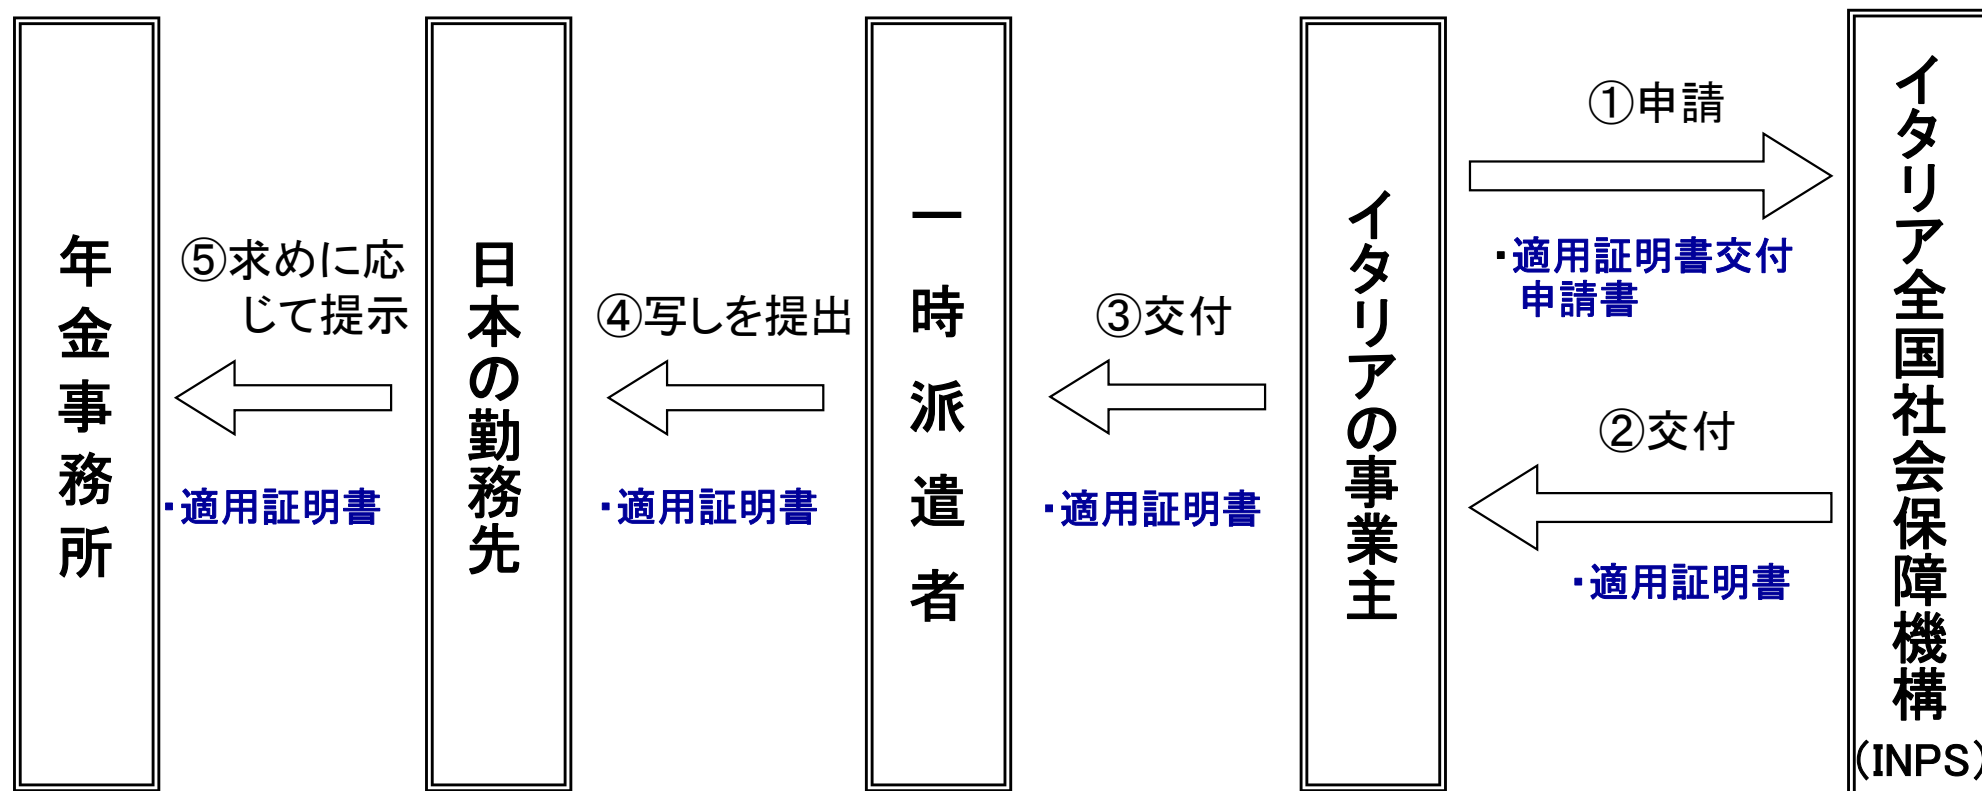 年金事務所
⑤求めに応
じて提示
・適用証明書
日本の勤務先
④写しを提出
・適用証明書
一時派遣者
③交付
・適用証明書
イタリアの事業主
①申請
・適用証明書交付
申請書
②交付
・適用証明書
イタリア全国社会保障機構
(INPS)